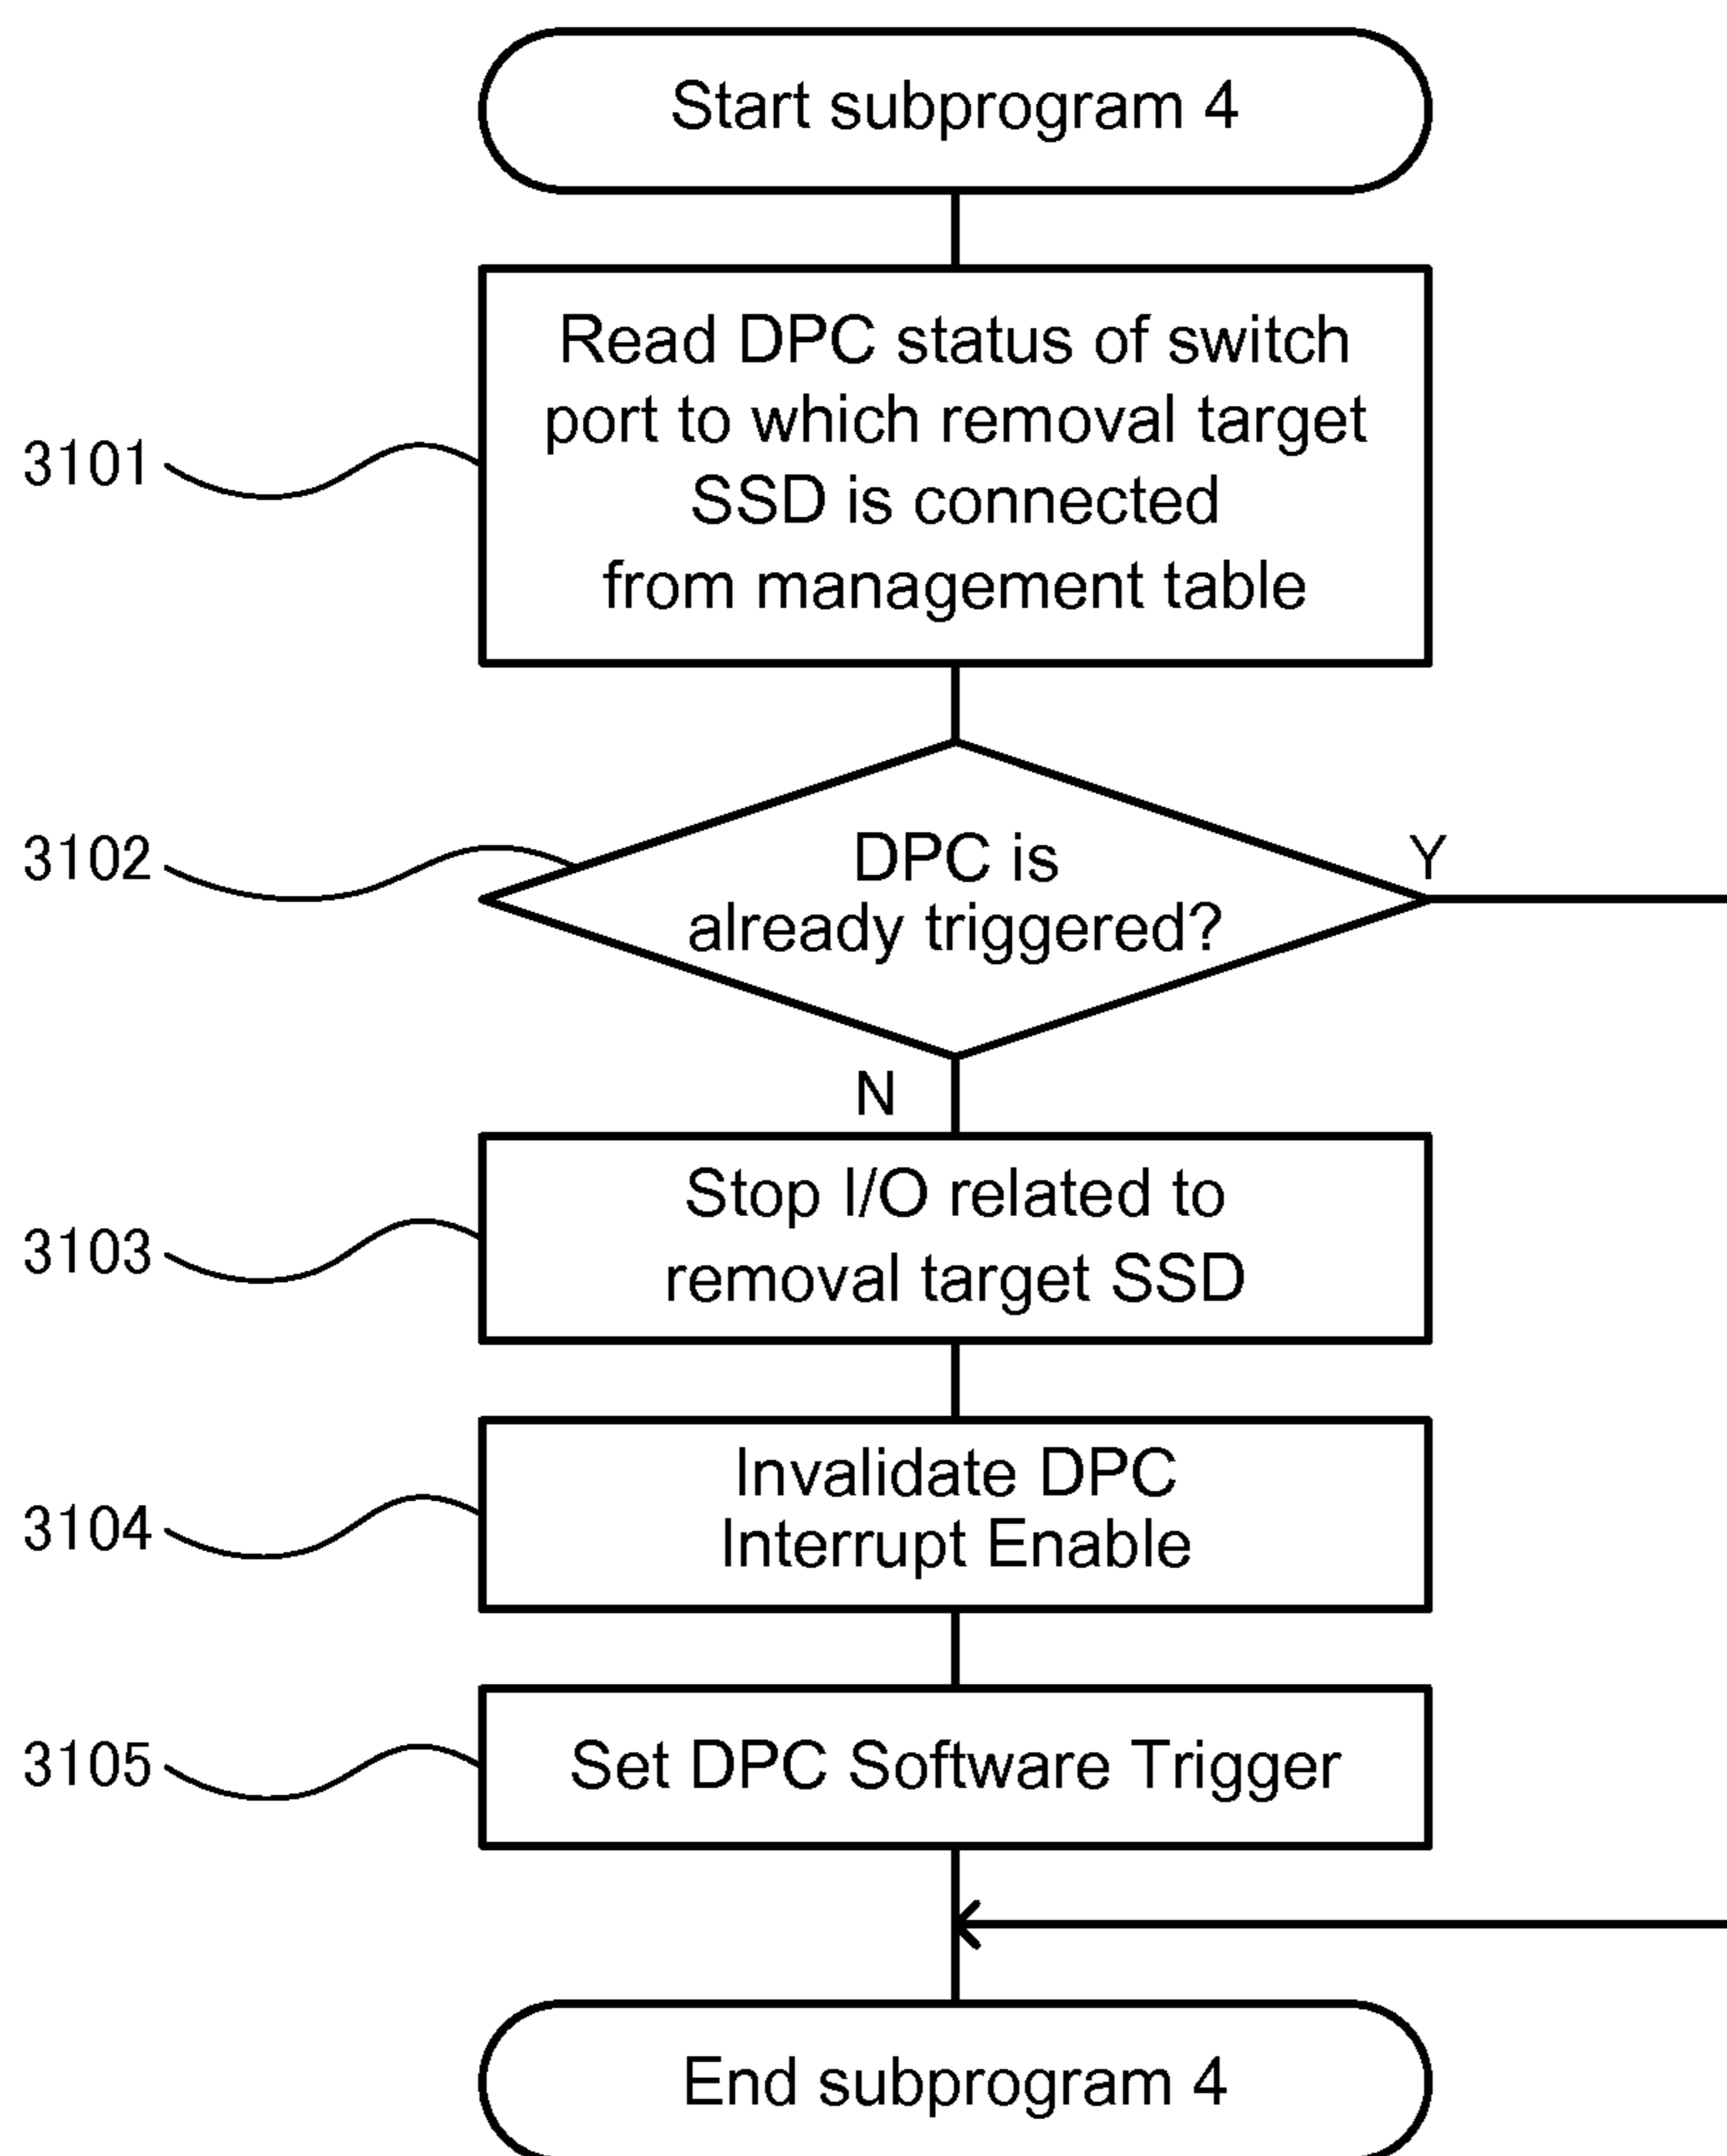 Start subprogram 4
3101
Read DPC status of switch
port to which removal target
SSD is connected
from management table
3102
DPC is
already triggered?
Y
N
3103
Stop I/O related to
removal target SSD
3104
Invalidate DPC
Interrupt Enable
3105
Set DPC Software Trigger
End subprogram 4